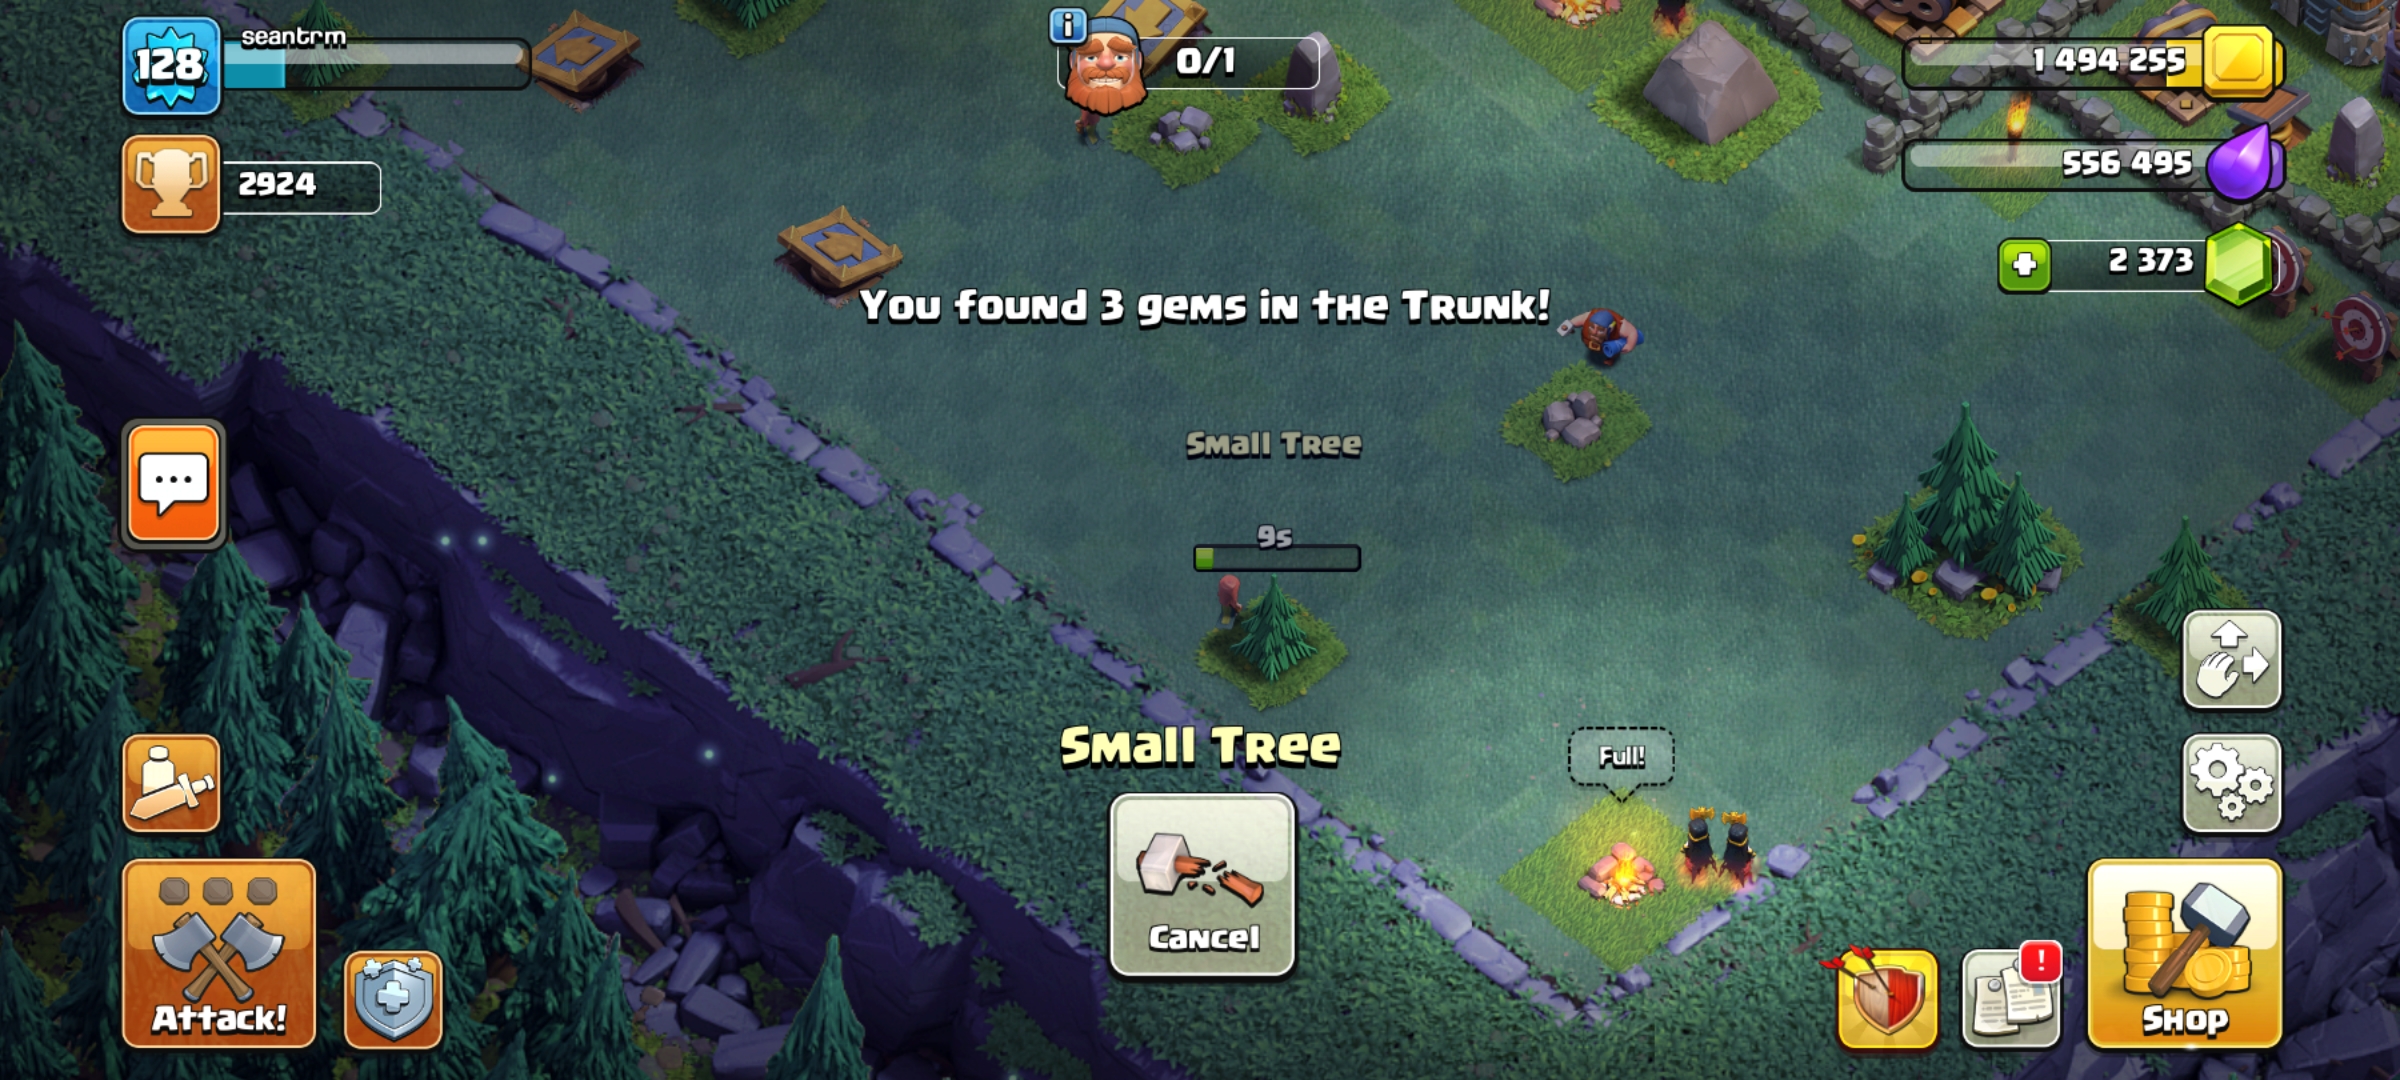 128
seantrm
i
0/1
1 494 255
2924
556 495
2 373
You found 3 gems in the Trunk!
Small Tree
9s
Small Tree
Full!
Cancel
Attack!
!
Shop